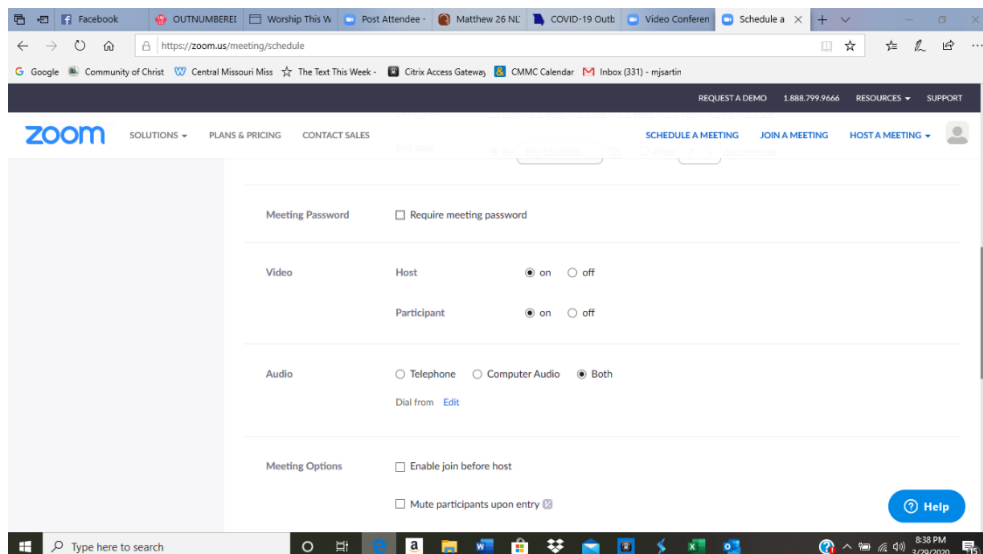 Facebook OUTNUMBERED Worship This W Post Attendee - Matthew 26 NL COVID-19 Outb Video Conferen Schedule a
https://zoom.us/meeting/schedule
Google Community of Christ Central Missouri Miss The Text This Week - Citrix Access Gateway CMMC Calendar Inbox (331) - mjsartin
REQUEST A DEMO 1.888.799.9666 RESOURCES SUPPORT
zoom SOLUTIONS PLANS & PRICING CONTACT SALES SCHEDULE A MEETING JOIN A MEETING HOST A MEETING
Meeting Password Require meeting password
Video Host on off
Participant on off
Audio Telephone Computer Audio Both
Dial from Edit
Meeting Options Enable join before host
Mute participants upon entry
Help
Type here to search
8:38 PM
3/29/2020